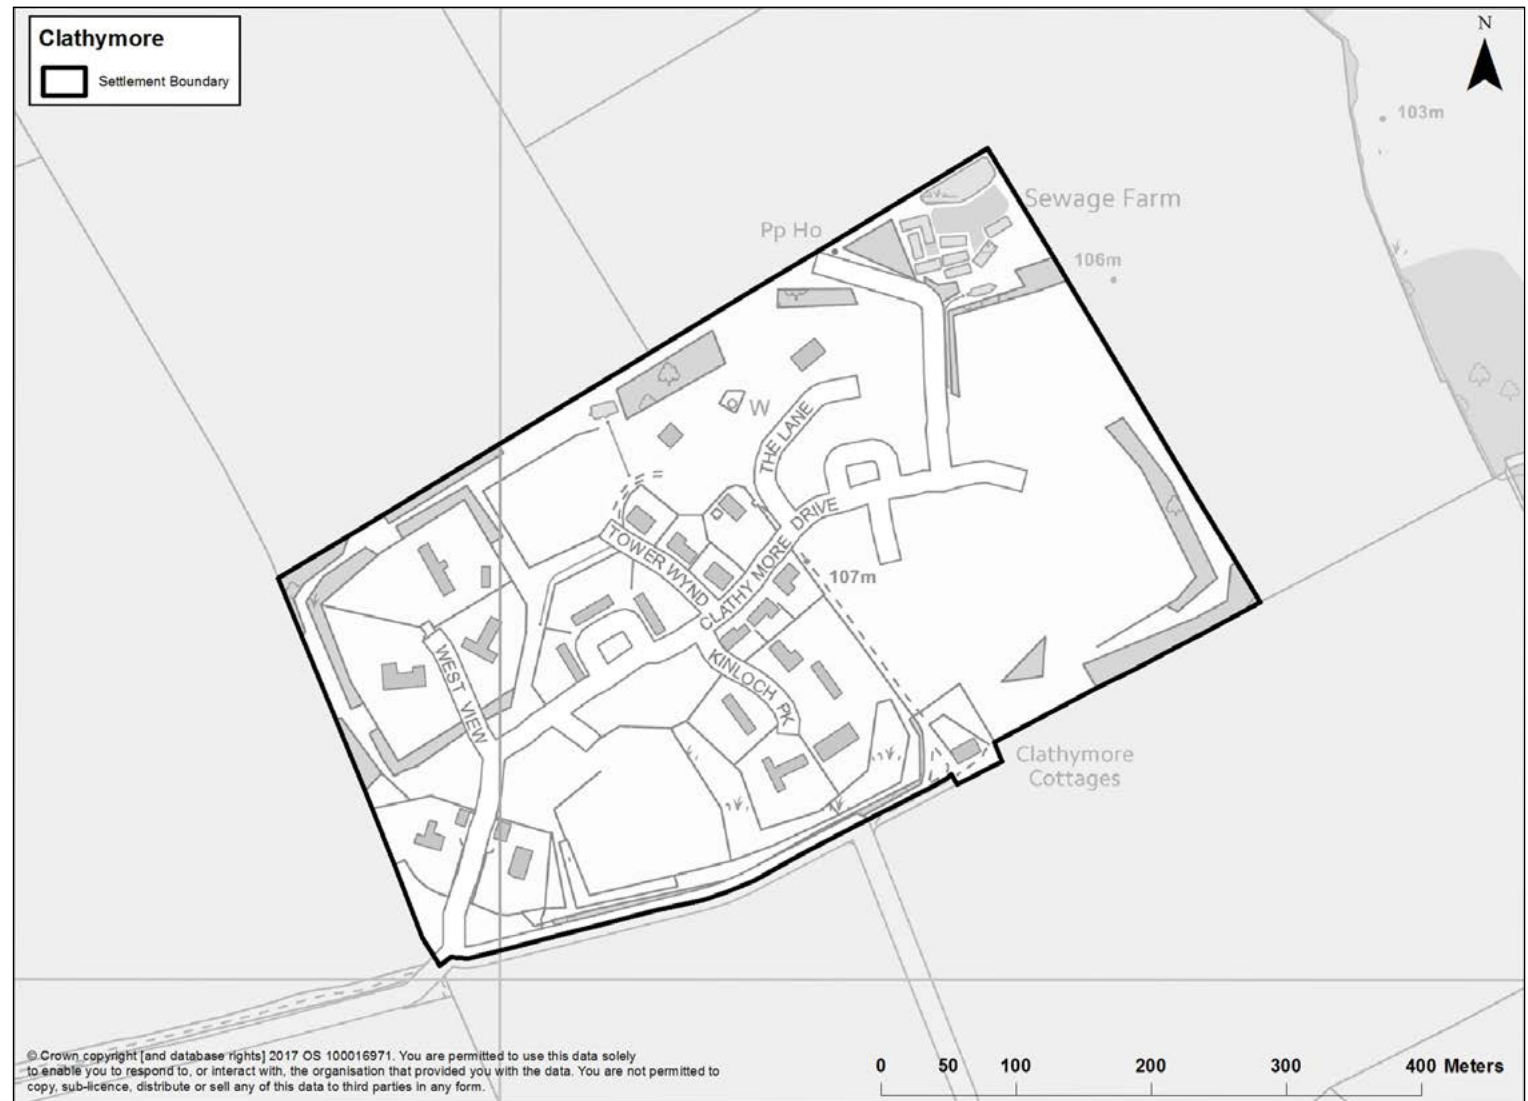 Clathymore
Settlement Boundary
N
103m
Sewage Farm
Pp Ho
106m
W
THE LANE
TOWER WYND
CLATHY MORE DRIVE
107m
WEST VIEW
KINLOCH PK
Clathymore
Cottages
© Crown copyright [and database rights] 2017 OS 100016971. You are permitted to use this data solely
to enable you to respond to, or interact with, the organisation that provided you with the data. You are not permitted to
copy, sub-licence, distribute or sell any of this data to third parties in any form.
0 50 100 200 300 400 Meters